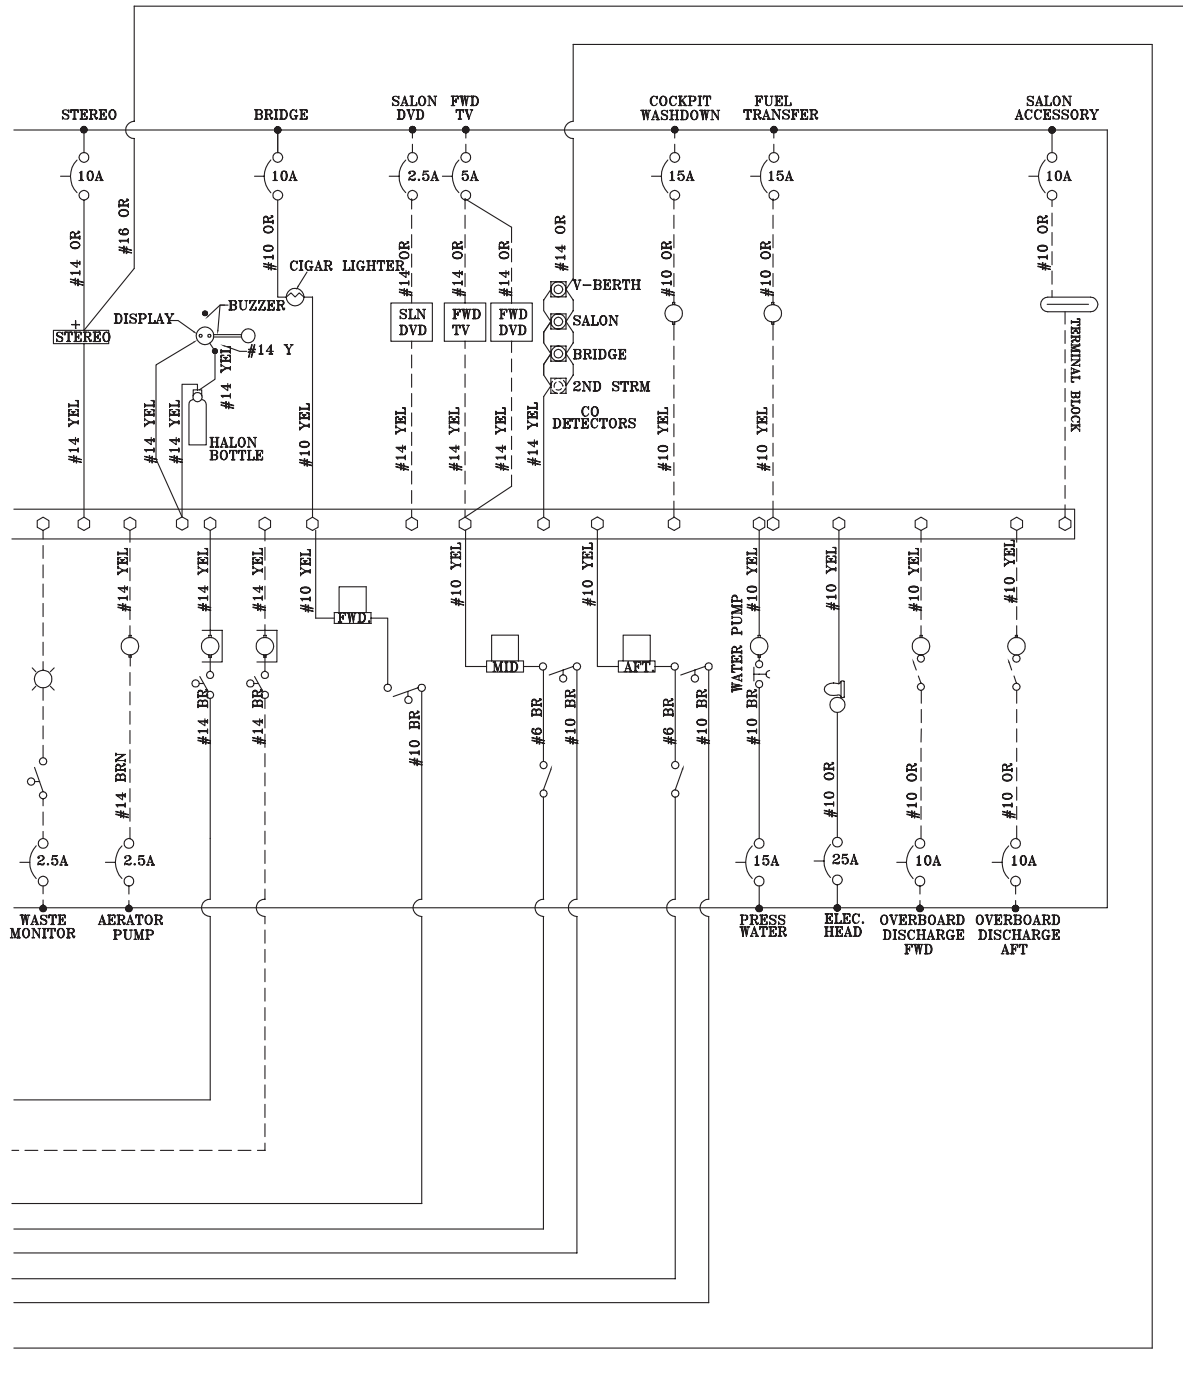 STEREO
BRIDGE
SALON
DVD
FWD
TV
COCKPIT
WASHDOWN
FUEL
TRANSFER
SALON
ACCESSORY
10A
10A
2.5A
5A
15A
15A
10A
#14 OR
#16 OR
#10 OR
#14 OR
#14 OR
#14 OR
#14 OR
#10 OR
#10 OR
#10 OR
CIGAR LIGHTER
V-BERTH
BUZZER
DISPLAY
+
STEREO
SLN
DVD
FWD
TV
FWD
DVD
SALON
#14 Y
BRIDGE
2ND STRM
CO
DETECTORS
TERMINAL BLOCK
#14 YEL
#14 YEL
#14 YEL
#14 YEL
HALON
BOTTLE
#10 YEL
#14 YEL
#14 YEL
#14 YEL
#14 YEL
#10 YEL
#10 YEL
#14 YEL
#14 YEL
#14 YEL
#10 YEL
#10 YEL
#10 YEL
#10 YEL
#10 YEL
#10 YEL
#10 YEL
FWD.
MID
AFT.
WATER PUMP
#14 BR
#14 BR
#10 BR
#6 BR
#10 BR
#6 BR
#10 BR
#10 BR
#14 BRN
#10 OR
#10 OR
#10 OR
2.5A
2.5A
15A
25A
10A
10A
WASTE
MONITOR
AERATOR
PUMP
PRESS
WATER
ELEC.
HEAD
OVERBOARD
DISCHARGE
FWD
OVERBOARD
DISCHARGE
AFT